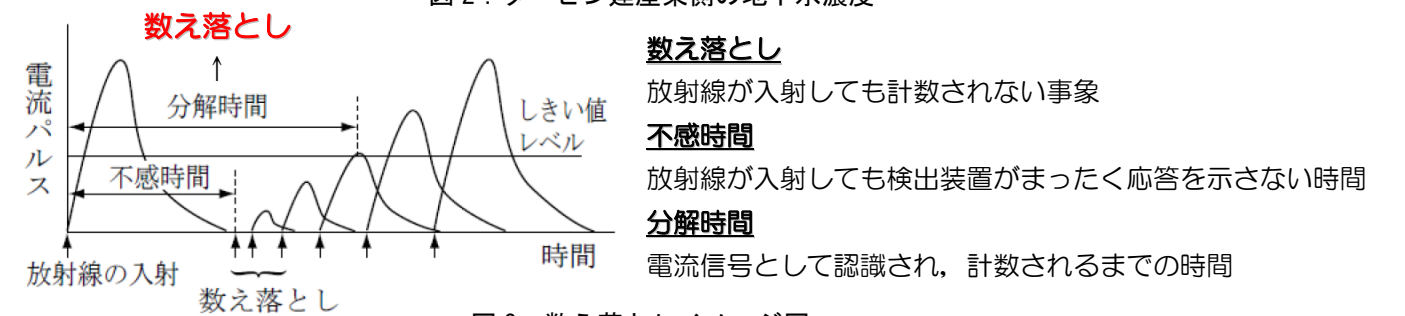 数え落とし
電流パルス
分解時間
不感時間
しきい値
レベル
時間
放射線の入射
数え落とし
数え落とし
放射線が入射しても計数されない事象
不感時間
放射線が入射しても検出装置がまったく応答を示さない時間
分解時間
電流信号として認識され，計数されるまでの時間